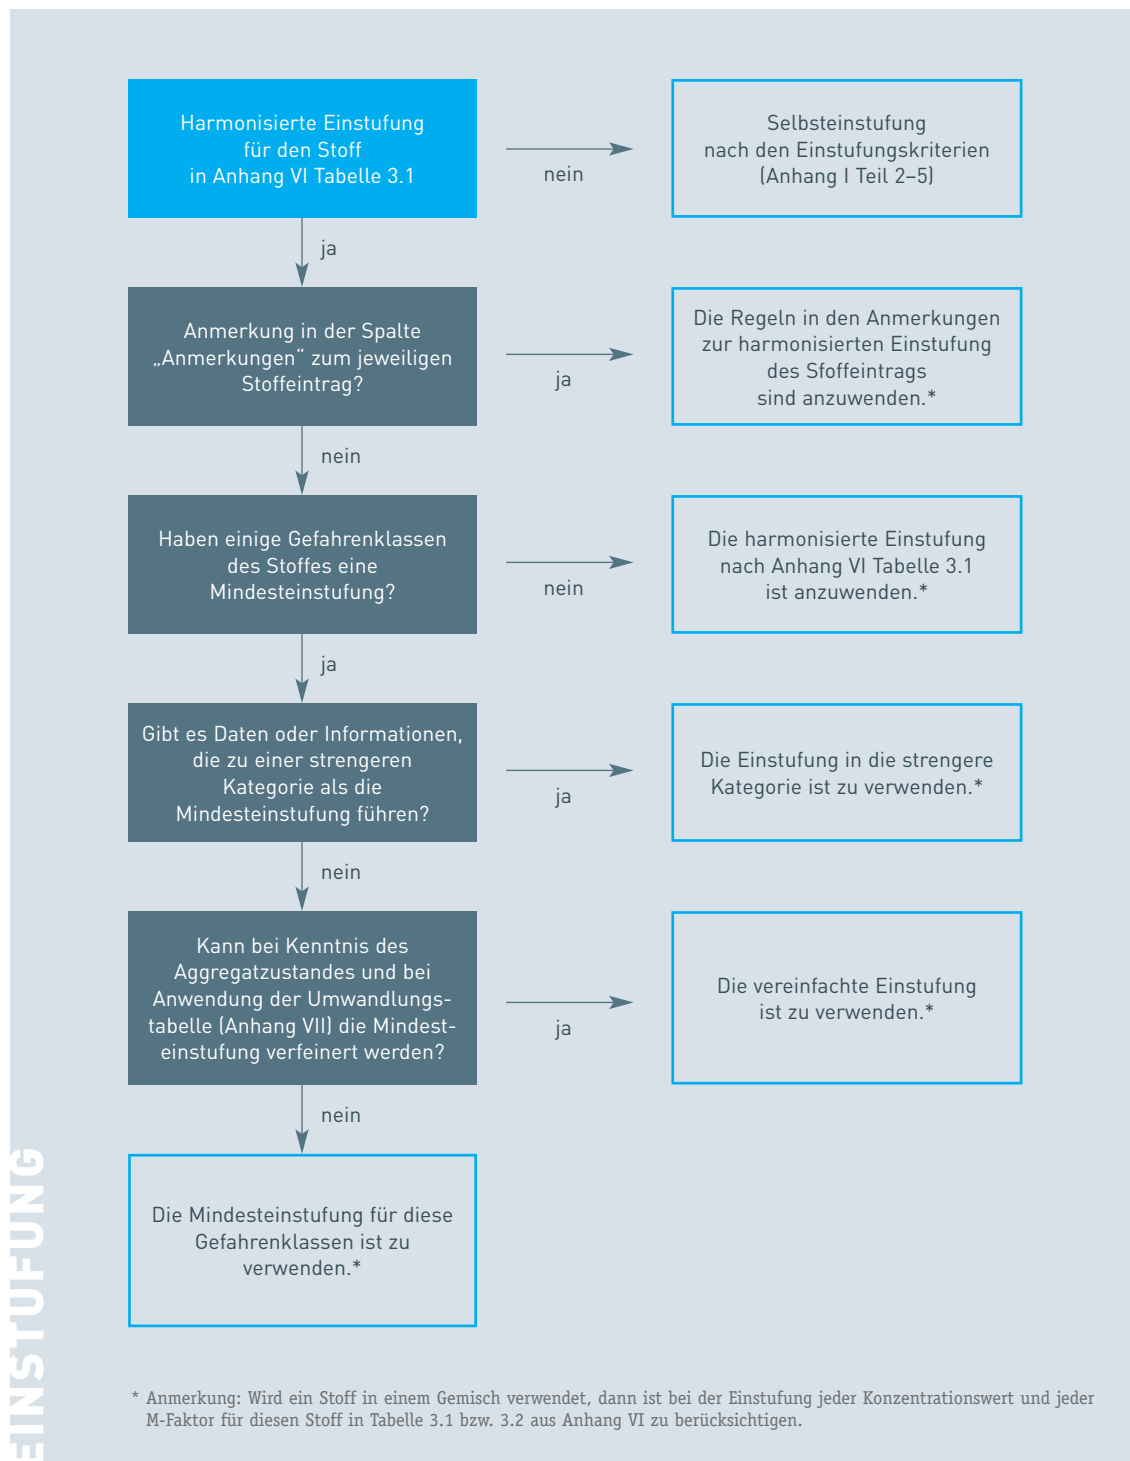 Harmonisierte Einstufung
für den Stoff
in Anhang VI Tabelle 3.1
nein
Selbsteinstufung
nach den Einstufungskriterien
(Anhang I Teil 2–5)
ja
Anmerkung in der Spalte
„Anmerkungen“ zum jeweiligen
Stoffeintrag?
ja
Die Regeln in den Anmerkungen
zur harmonisierten Einstufung
des Sfoffeintrags
sind anzuwenden.*
nein
Haben einige Gefahrenklassen
des Stoffes eine
Mindesteinstufung?
nein
Die harmonisierte Einstufung
nach Anhang VI Tabelle 3.1
ist anzuwenden.*
ja
Gibt es Daten oder Informationen,
die zu einer strengeren
Kategorie als die
Mindesteinstufung führen?
ja
Die Einstufung in die strengere
Kategorie ist zu verwenden.*
nein
Kann bei Kenntnis des
Aggregatzustandes und bei
Anwendung der Umwandlungs-
tabelle (Anhang VII) die Mindest-
einstufung verfeinert werden?
ja
Die vereinfachte Einstufung
ist zu verwenden.*
nein
Die Mindesteinstufung für diese
Gefahrenklassen ist zu
verwenden.*
EINSTUFUNG
* Anmerkung: Wird ein Stoff in einem Gemisch verwendet, dann ist bei der Einstufung jeder Konzentrationswert und jeder
M-Faktor für diesen Stoff in Tabelle 3.1 bzw. 3.2 aus Anhang VI zu berücksichtigen.